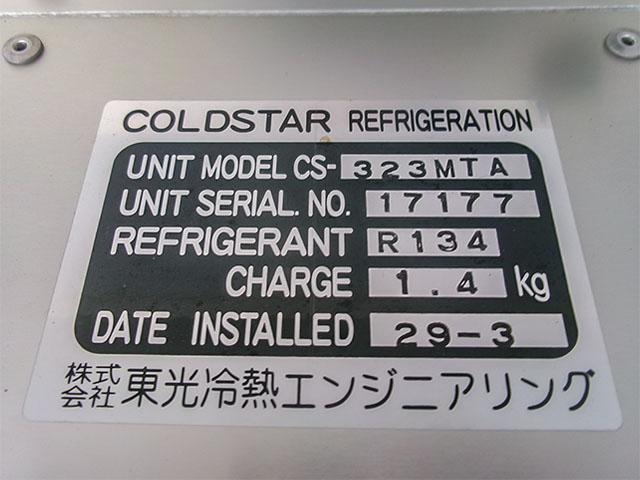 COLDSTAR REFRIGERATION
UNIT MODEL CS-323MTA
UNIT SERIAL. NO. 17177
REFRIGERANT R134
CHARGE 1.4 kg
DATE INSTALLED 29-3
株式会社 東光冷熱エンジニアリング